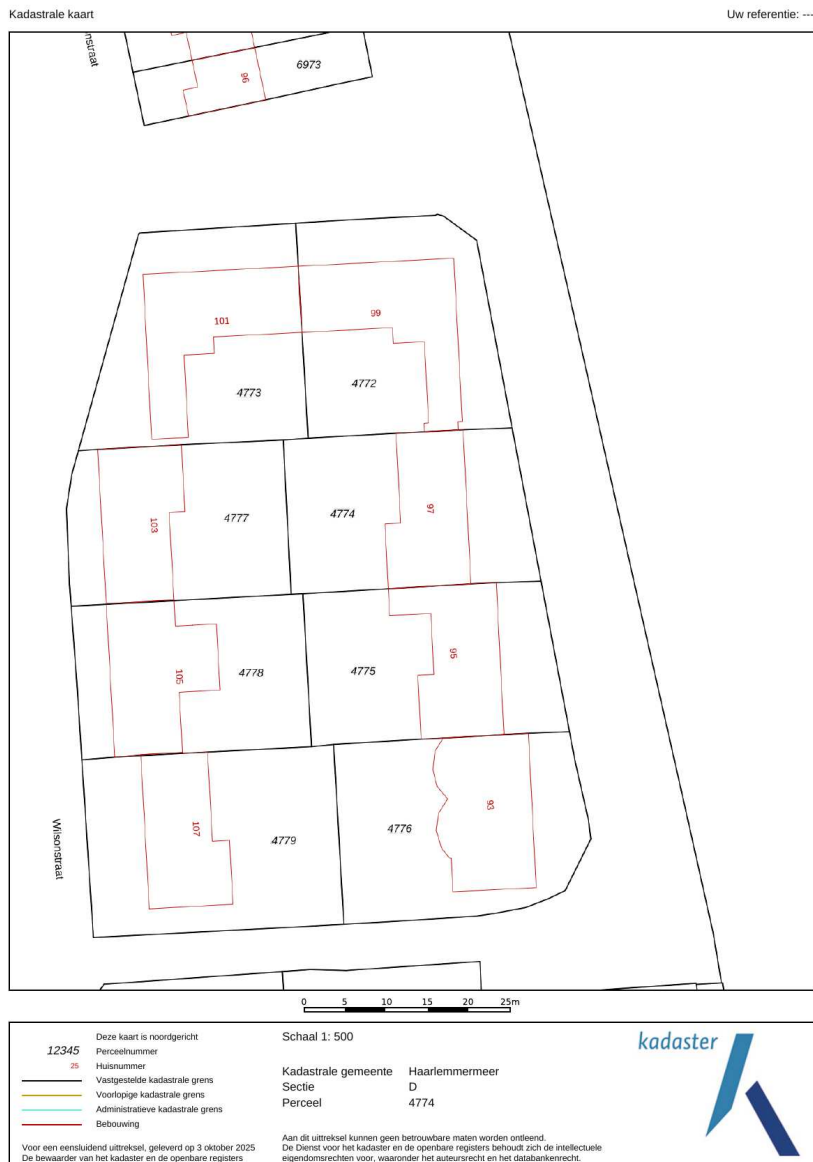 Kadastrale kaart
Uw referentie: ---
nstraat
96
6973
101
99
4773
4772
103
4777
4774
97
105
4778
4775
95
Wilsonstraat
107
4779
4776
93
0 5 10 15 20 25m
Deze kaart is noordgericht
12345 Perceelnummer
25 Huisnummer
Vastgestelde kadastrale grens
Voorlopige kadastrale grens
Administratieve kadastrale grens
Bebouwing
Voor een eensluidend uittreksel, geleverd op 3 oktober 2025
De bewaarder van het kadaster en de openbare registers
Schaal 1: 500
Kadastrale gemeente Haarlemmermeer
Sectie D
Perceel 4774
Aan dit uittreksel kunnen geen betrouwbare maten worden ontleend.
De Dienst voor het kadaster en de openbare registers behoudt zich de intellectuele
eigendomsrechten voor, waaronder het auteursrecht en het databankenrecht.
kadaster